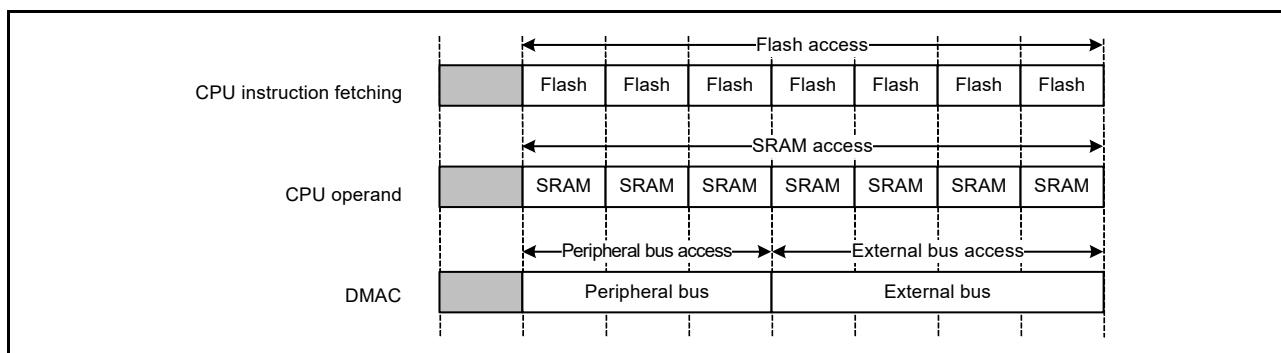 Flash access
CPU instruction fetching Flash Flash Flash Flash Flash Flash Flash
SRAM access
CPU operand SRAM SRAM SRAM SRAM SRAM SRAM SRAM
Peripheral bus access External bus access
DMAC Peripheral bus External bus